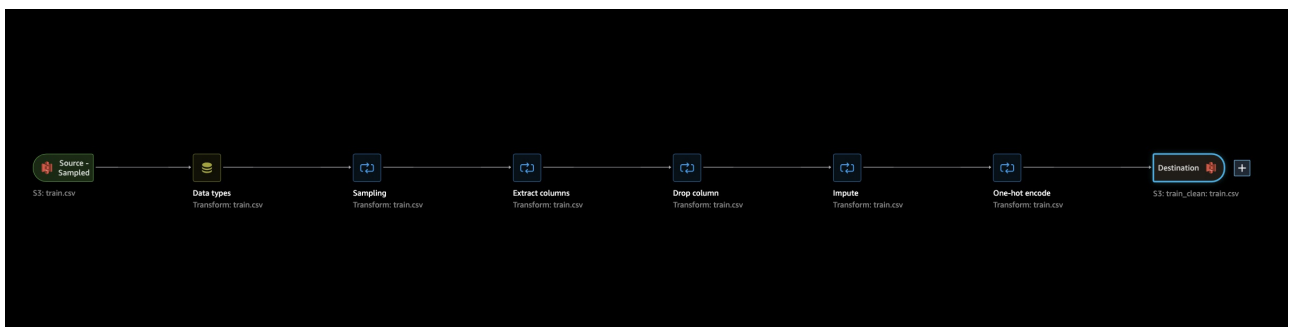 Source -
Sampled
S3: train.csv
Data types
Transform: train.csv
Sampling
Transform: train.csv
Extract columns
Transform: train.csv
Drop column
Transform: train.csv
Impute
Transform: train.csv
One-hot encode
Transform: train.csv
Destination
S3: train_clean: train.csv